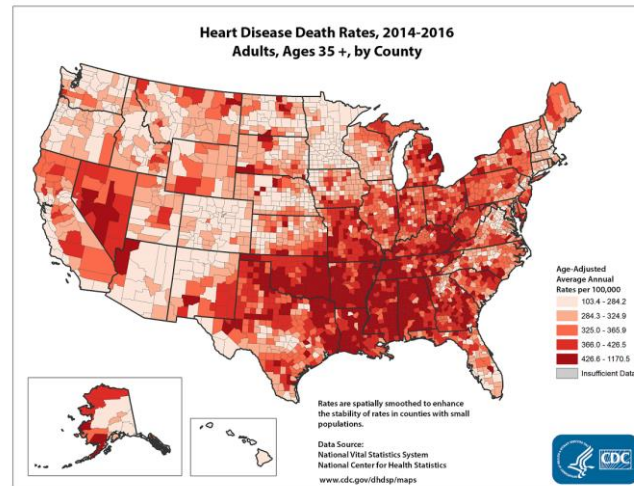 Heart Disease Death Rates, 2014-2016
Adults, Ages 35 +, by County
Age-Adjusted
Average Annual
Rates per 100,000
103.4 - 284.2
284.3 - 324.9
325.0 - 365.9
366.0 - 426.5
426.6 - 1170.5
Insufficient Data
Rates are spatially smoothed to enhance
the stability of rates in counties with small
populations.
Data Source:
National Vital Statistics System
National Center for Health Statistics
www.cdc.gov/dhdsp/maps
CDC